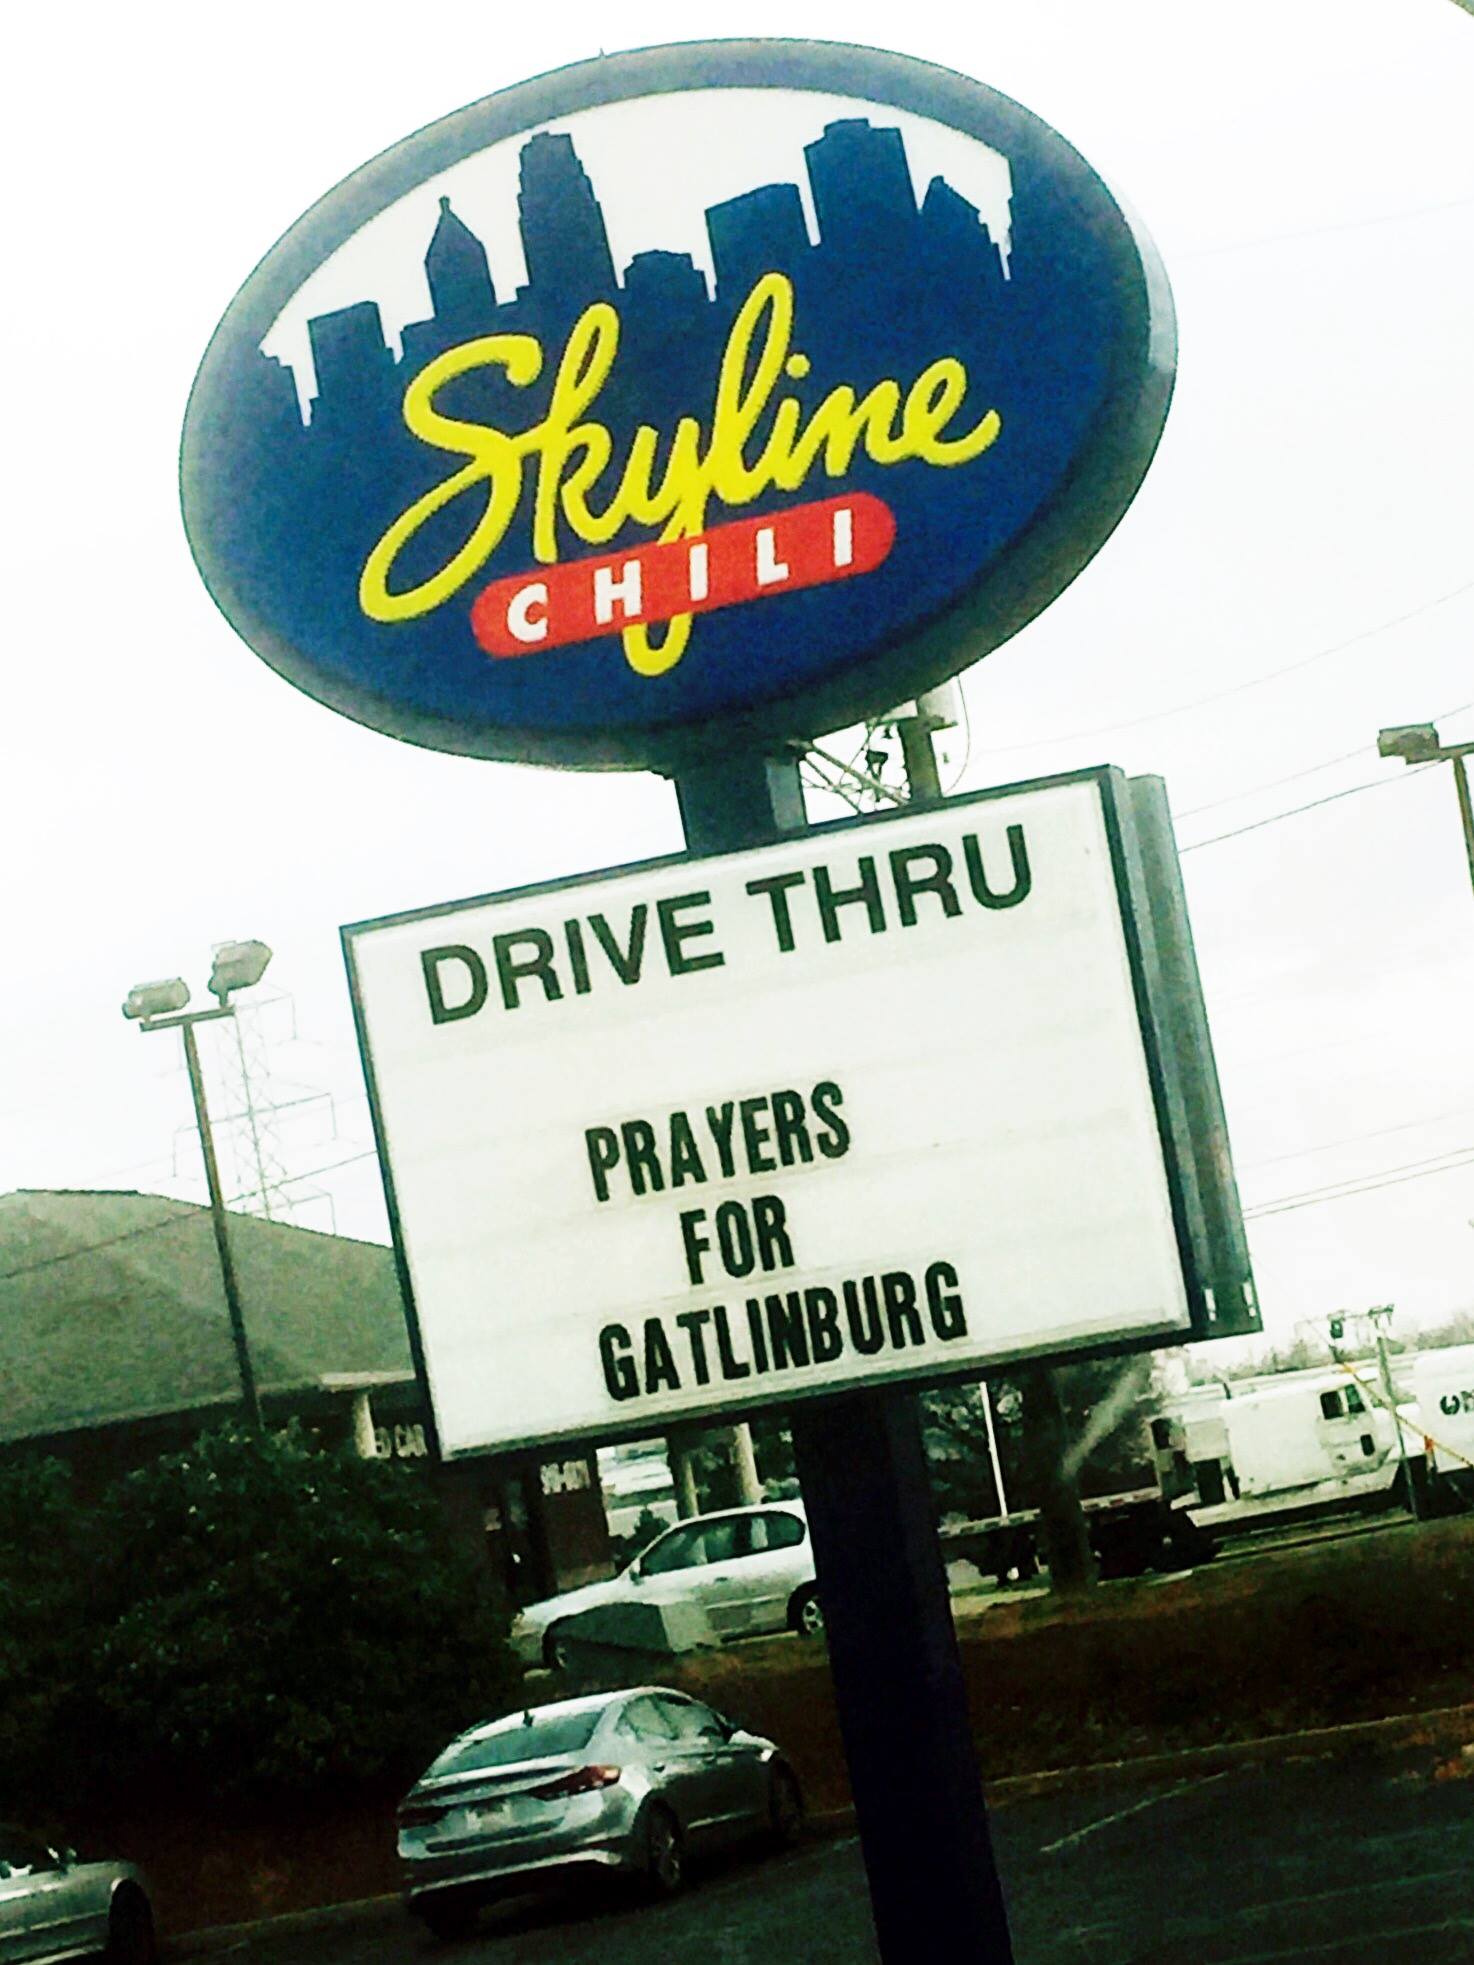 Skyline
CHILI
DRIVE THRU
PRAYERS
FOR
GATLINBURG